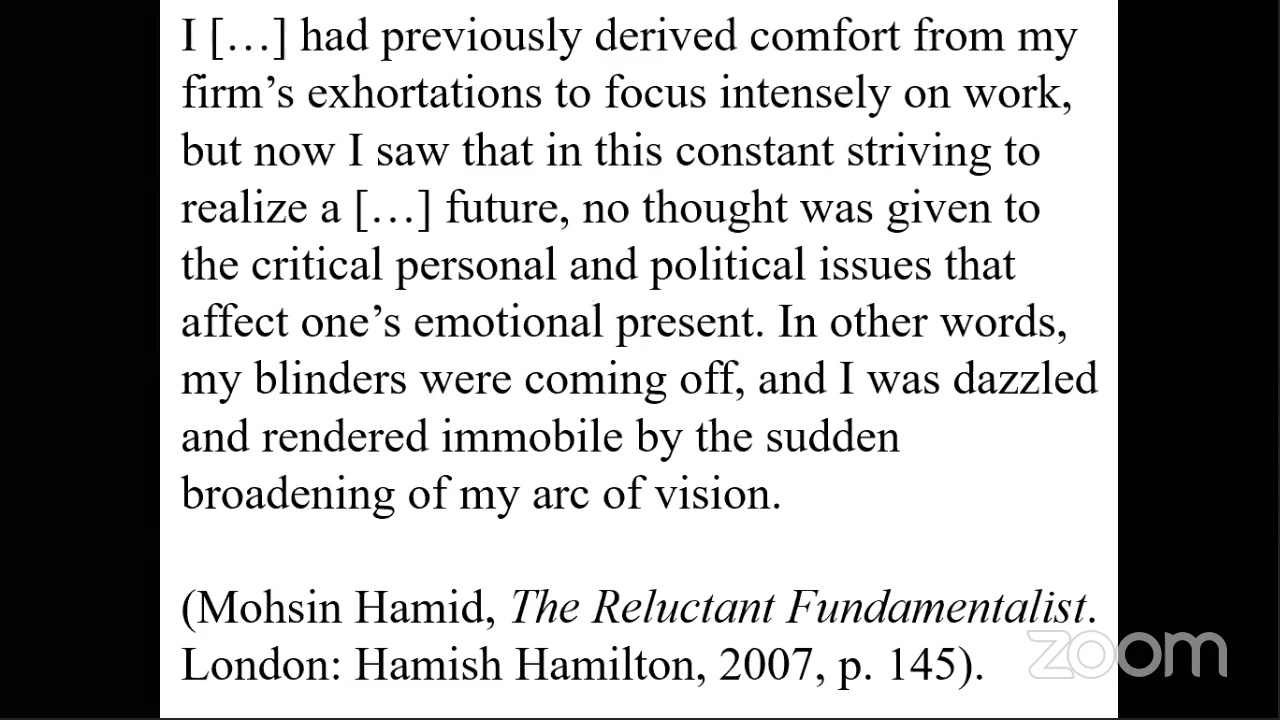 I […] had previously derived comfort from my
firm’s exhortations to focus intensely on work,
but now I saw that in this constant striving to
realize a […] future, no thought was given to
the critical personal and political issues that
affect one’s emotional present. In other words,
my blinders were coming off, and I was dazzled
and rendered immobile by the sudden
broadening of my arc of vision.
(Mohsin Hamid, The Reluctant Fundamentalist.
London: Hamish Hamilton, 2007, p. 145).
zoom